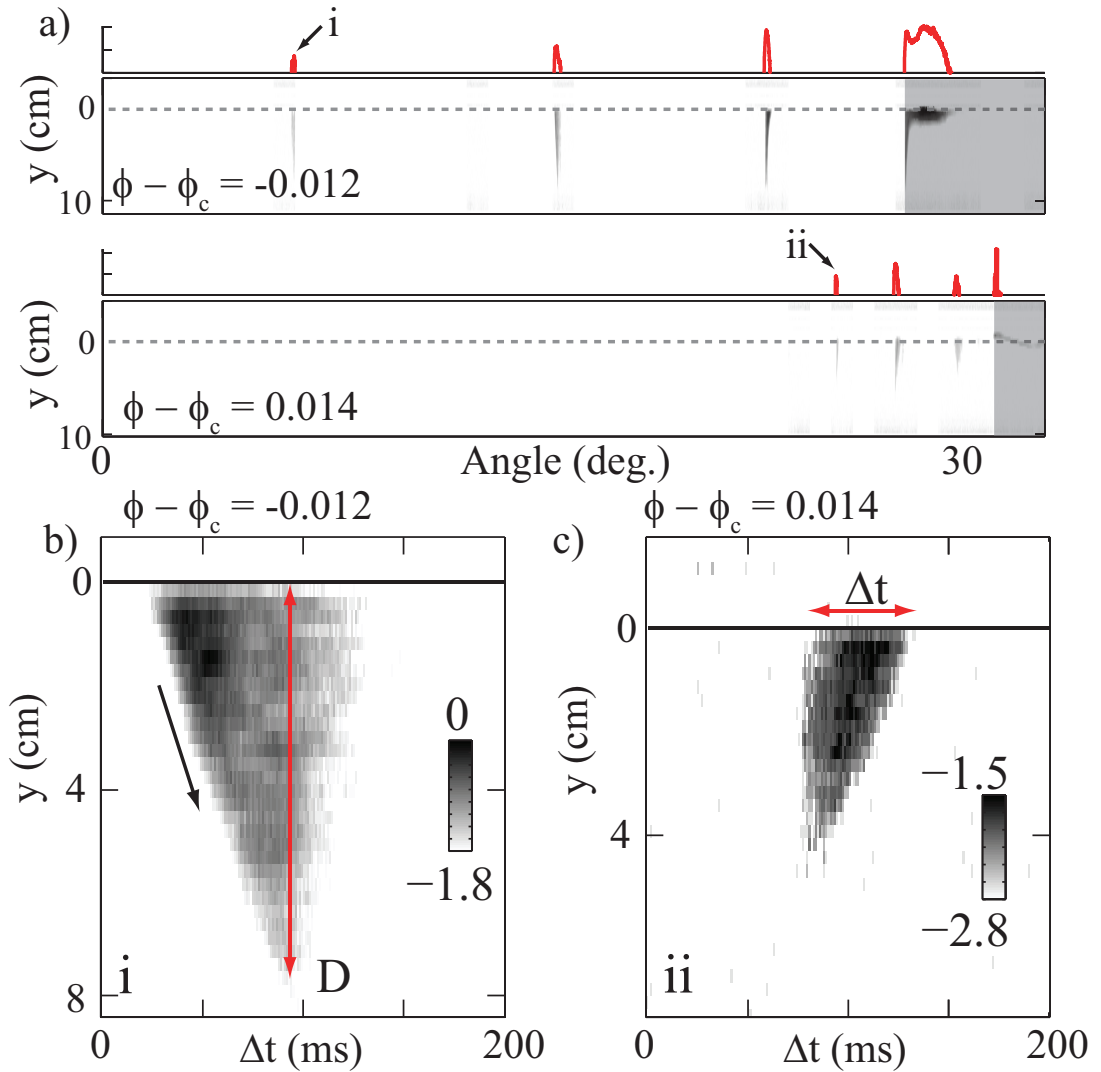 a)
i
y (cm)
0
10
ϕ − ϕc = -0.012
ii
y (cm)
0
10
ϕ − ϕc = 0.014
0
Angle (deg.)
30
b)
ϕ − ϕc = -0.012
0
4
8
y (cm)
0
−1.8
i
D
0
Δt (ms)
200
c)
ϕ − ϕc = 0.014
Δt
0
4
y (cm)
−1.5
−2.8
ii
0
Δt (ms)
200